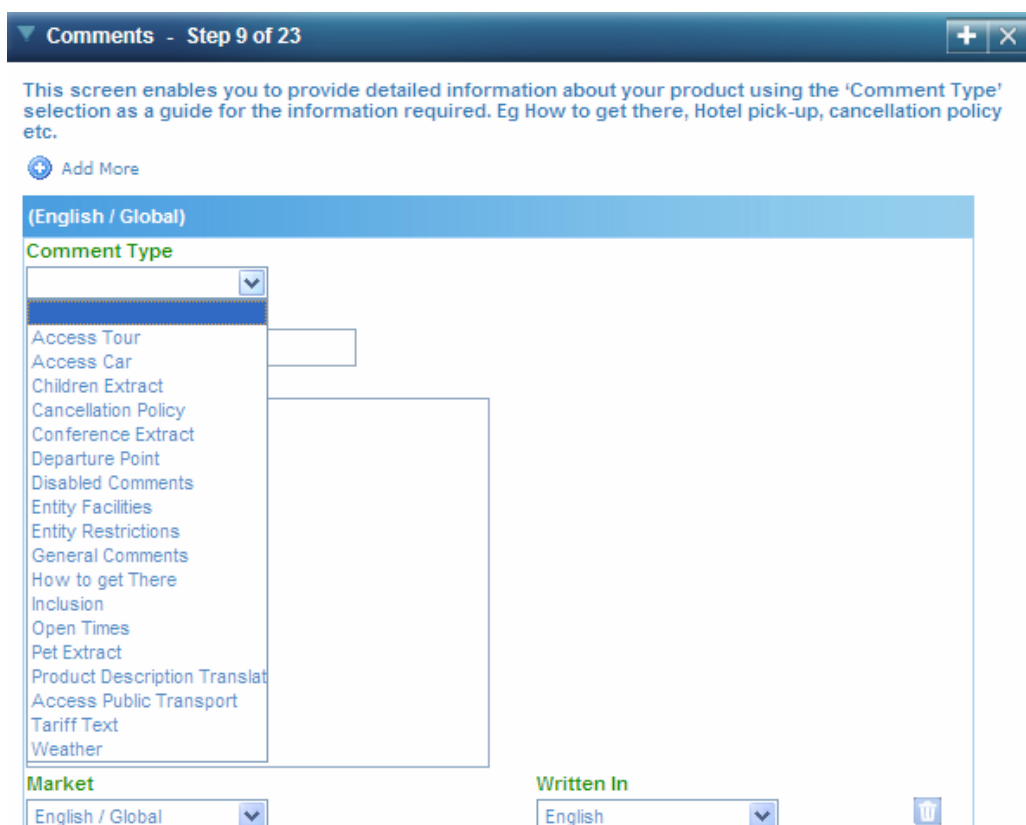 Comments - Step 9 of 23
This screen enables you to provide detailed information about your product using the ‘Comment Type’
selection as a guide for the information required. Eg How to get there, Hotel pick-up, cancellation policy
etc.
Add More
(English / Global)
Comment Type
Access Tour
Access Car
Children Extract
Cancellation Policy
Conference Extract
Departure Point
Disabled Comments
Entity Facilities
Entity Restrictions
General Comments
How to get There
Inclusion
Open Times
Pet Extract
Product Description Translat
Access Public Transport
Tariff Text
Weather
Market Written In
English / Global English